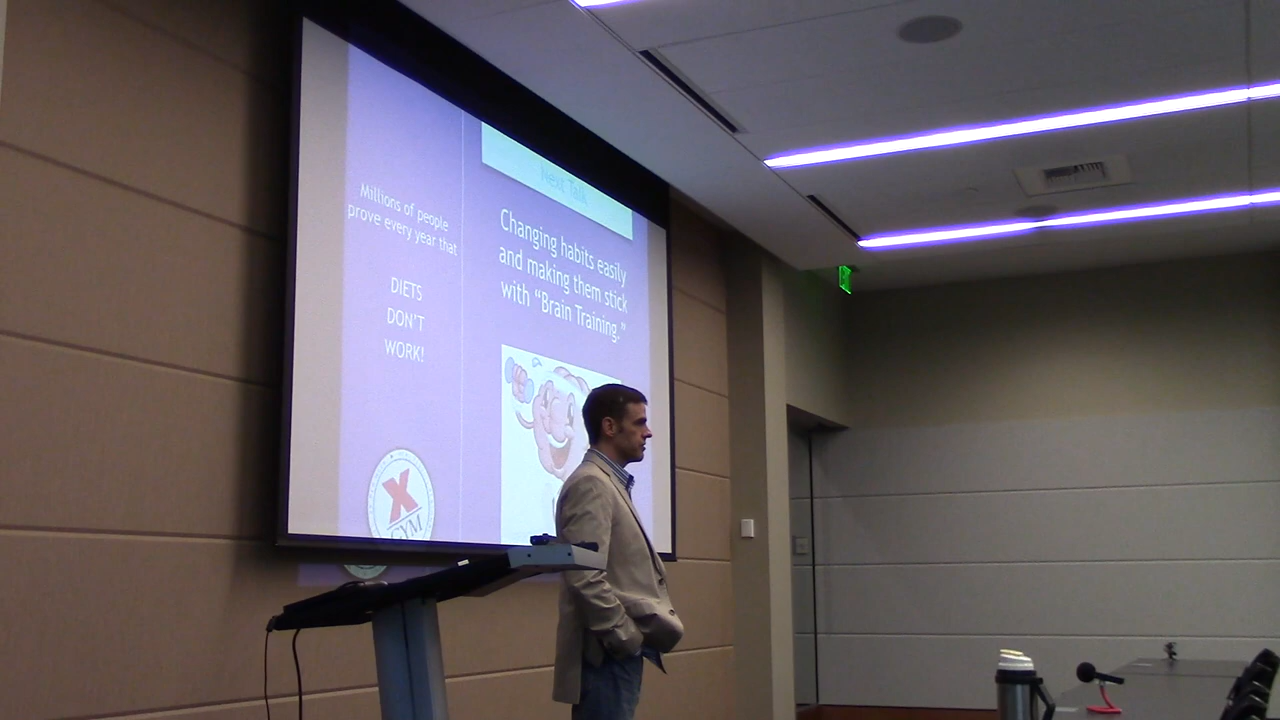 Millions of people
prove every year that
DIETS
DON'T
WORK!
X
GYM
Next Talk
Changing habits easily
and making them stick
with “Brain Training.”